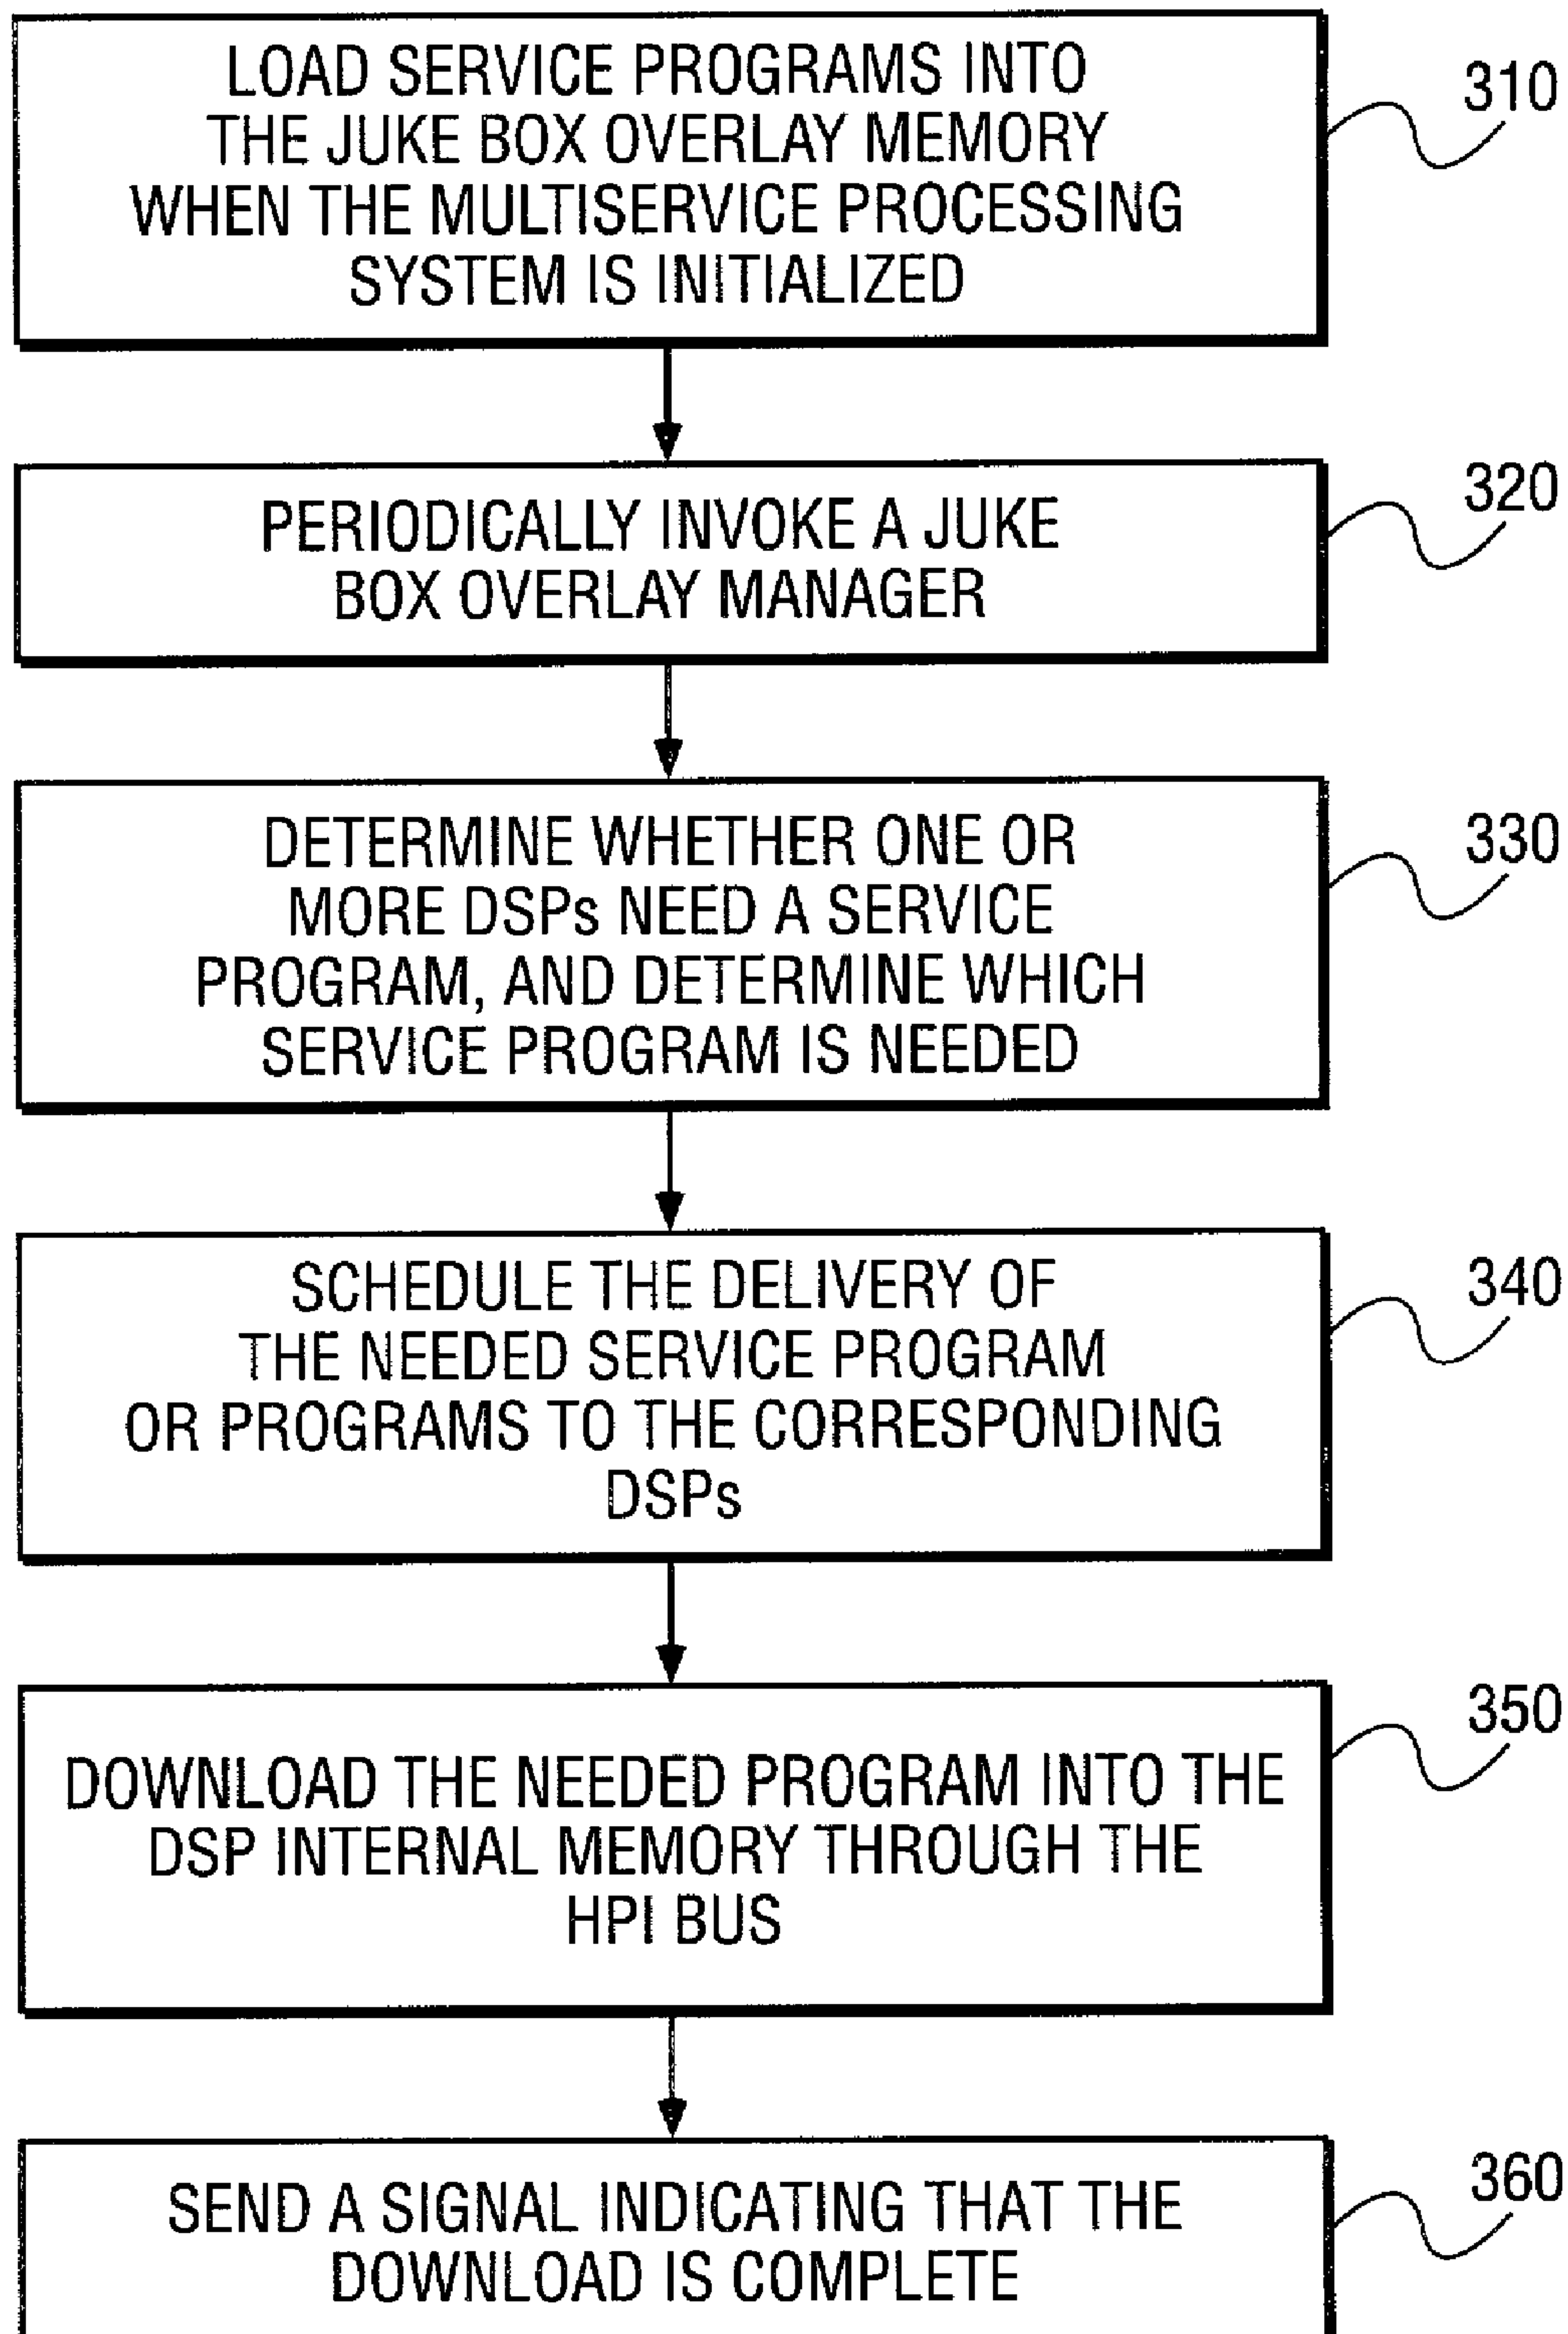 LOAD SERVICE PROGRAMS INTO
THE JUKE BOX OVERLAY MEMORY
WHEN THE MULTISERVICE PROCESSING
SYSTEM IS INITIALIZED
310
PERIODICALLY INVOKE A JUKE
BOX OVERLAY MANAGER
320
DETERMINE WHETHER ONE OR
MORE DSPs NEED A SERVICE
PROGRAM, AND DETERMINE WHICH
SERVICE PROGRAM IS NEEDED
330
SCHEDULE THE DELIVERY OF
THE NEEDED SERVICE PROGRAM
OR PROGRAMS TO THE CORRESPONDING
DSPs
340
DOWNLOAD THE NEEDED PROGRAM INTO THE
DSP INTERNAL MEMORY THROUGH THE
HPI BUS
350
SEND A SIGNAL INDICATING THAT THE
DOWNLOAD IS COMPLETE
360